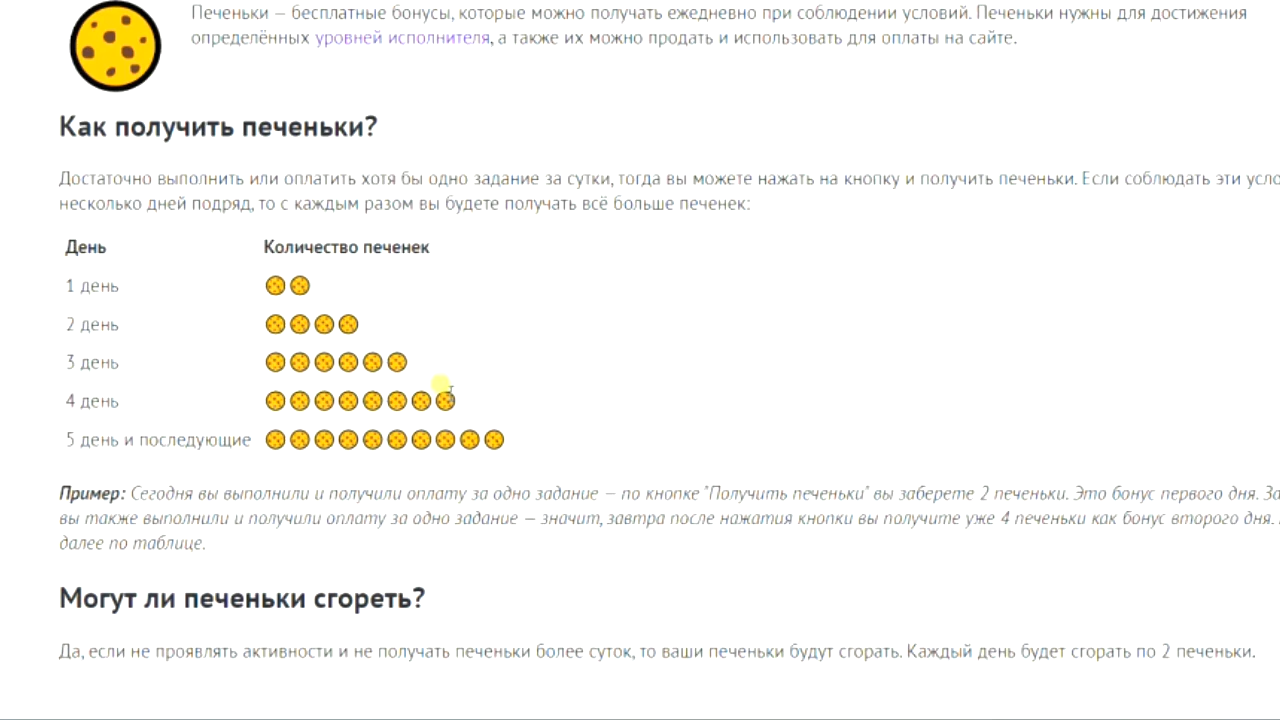 Печеньки — бесплатные бонусы, которые можно получать ежедневно при соблюдении условий. Печеньки нужны для достижения
определённых уровней исполнителя, а также их можно продать и использовать для оплаты на сайте.
Как получить печеньки?
Достаточно выполнить или оплатить хотя бы одно задание за сутки, тогда вы можете нажать на кнопку и получить печеньки. Если соблюдать эти
несколько дней подряд, то с каждым разом вы будете получать всё больше печенек:
День Количество печенек
1 день
2 день
3 день
4 день
5 день и последующие
Пример: Сегодня вы выполнили и получили оплату за одно задание — по кнопке "Получить печеньки" вы заберете 2 печеньки. Это бонус первого дня.
вы также выполнили и получили оплату за одно задание — значит, завтра после нажатия кнопки вы получите уже 4 печеньки как бонус второго дня.
далее по таблице.
Могут ли печеньки сгореть?
Да, если не проявлять активности и не получать печеньки более суток, то ваши печеньки будут сгорать. Каждый день будет сгорать по 2 печеньки.